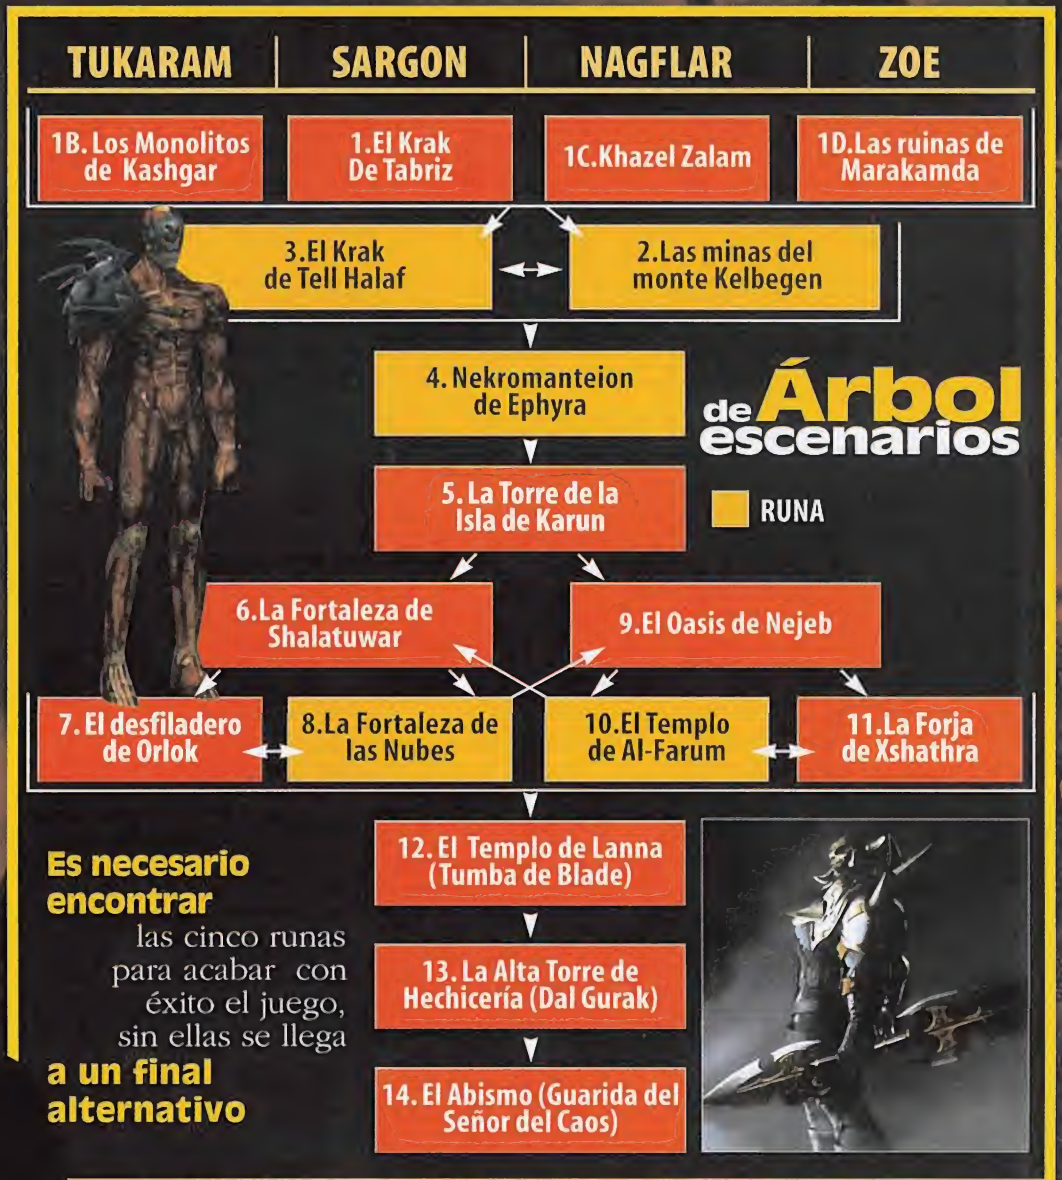 TUKARAM
SARGON
NAGFLAR
ZOE
1B. Los Monolitos
de Kashgar
1.El Krak
De Tabriz
1C.Khazel Zalam
1D.Las ruinas de
Marakamda
3.El Krak
de Tell Halaf
2.Las minas del
monte Kelbegen
4. Nekromanteion
de Ephyra
de Árbol
escenarios
5. La Torre de la
Isla de Karun
RUNA
6.La Fortaleza de
Shalatuwar
9.El Oasis de Nejeb
7. El desfiladero
de Orlok
8.La Fortaleza de
las Nubes
10.El Templo
de Al-Farum
11.La Forja
de Xshathra
12. El Templo de Lanna
(Tumba de Blade)
Es necesario
encontrar
las cinco runas
para acabar con
éxito el juego,
sin ellas se llega
a un final
alternativo
13. La Alta Torre de
Hechicería (Dal Gurak)
14. El Abismo (Guarida del
Señor del Caos)